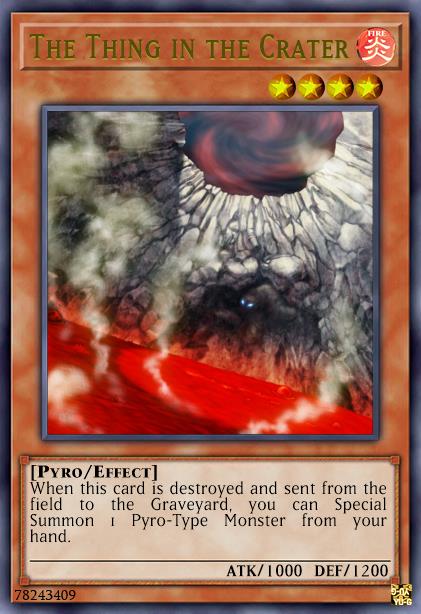 The Thing in the Crater
FIRE
炎
[Pyro/Effect]
When this card is destroyed and sent from the
field to the Graveyard, you can Special
Summon 1 Pyro-Type Monster from your
hand.
ATK/1000 DEF/1200
78243409